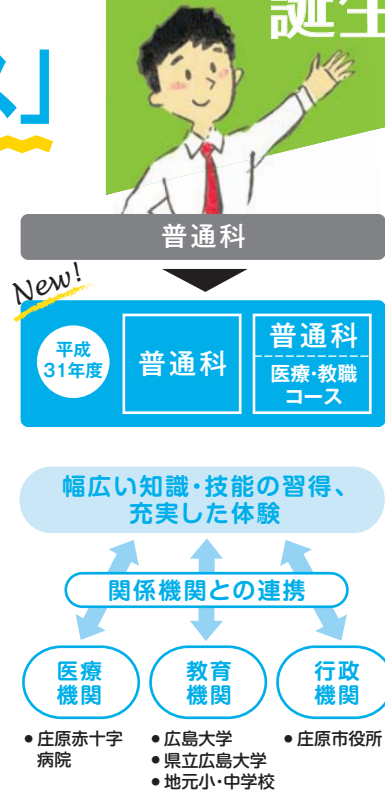 誕生
ス」
普通科
New!
平成
31年度
普通科
普通科
医療・教職
コース
幅広い知識・技能の習得、
充実した体験
関係機関との連携
医療
機関
教育
機関
行政
機関
●庄原赤十字
病院
●広島大学
●県立広島大学
●地元小・中学校
●庄原市役所